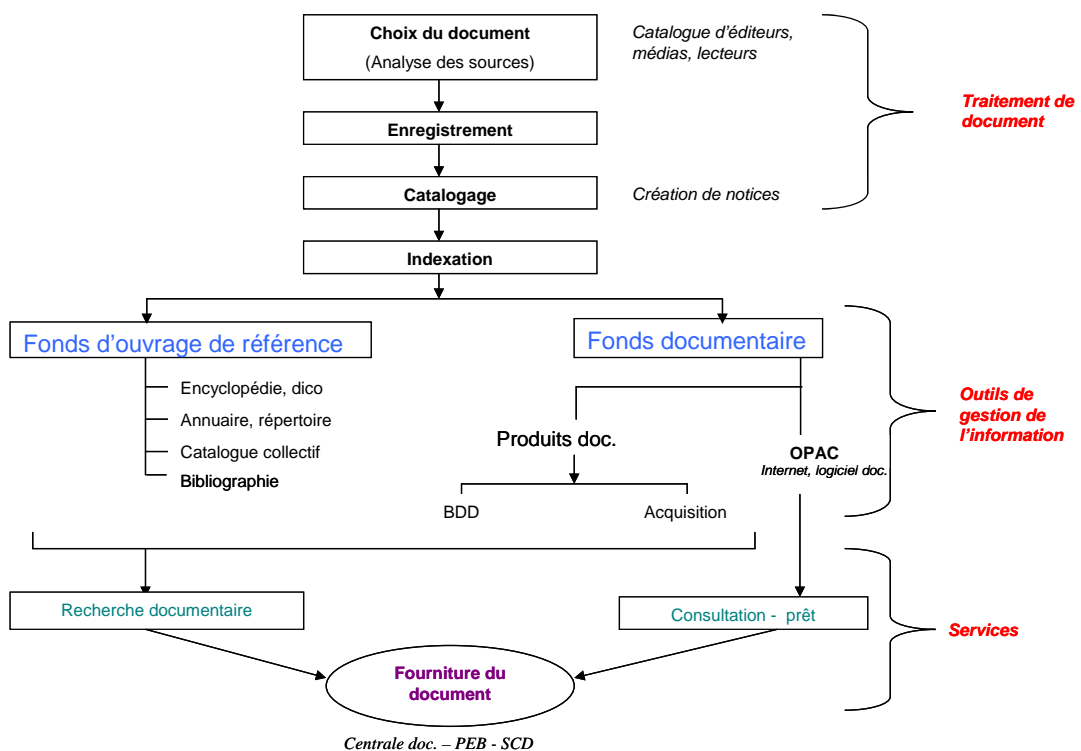 Choix du document
(Analyse des sources)
Catalogue d'éditeurs,
médias, lecteurs
Traitement de
document
Enregistrement
Catalogage
Création de notices
Indexation
Fonds d'ouvrage de référence
Fonds documentaire
Encyclopédie, dico
Annuaire, répertoire
Catalogue collectif
Bibliographie
Produits doc.
OPAC
Internet, logiciel doc.
Outils de
gestion de
l'information
BDD
Acquisition
Recherche documentaire
Consultation - prêt
Services
Fourniture du
document
Centrale doc. – PEB - SCD